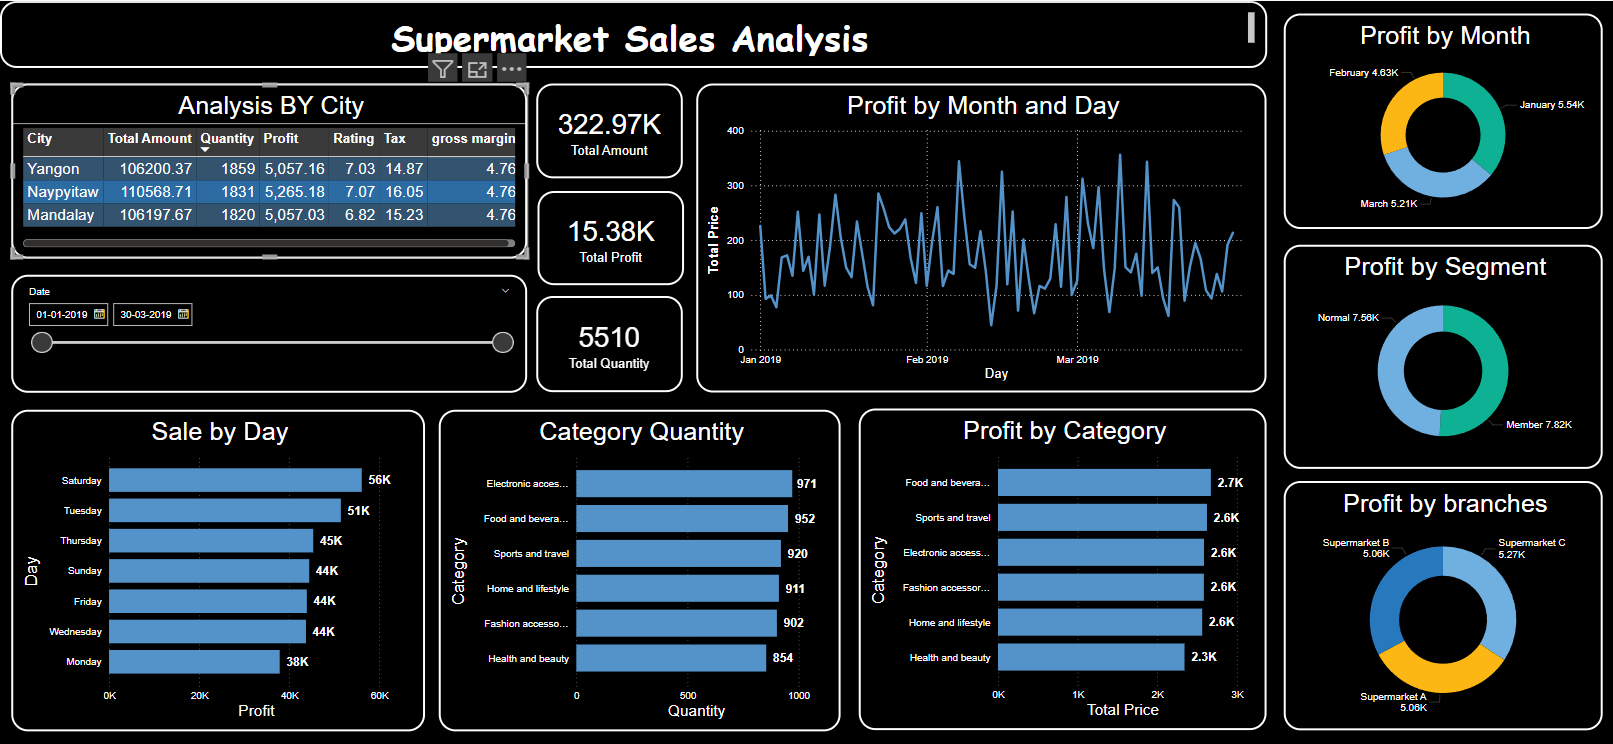 Supermarket Sales Analysis
Analysis BY City
City Total Amount Quantity Profit Rating Tax gross margin
Yangon 106200.37 1859 5,057.16 7.03 14.87 4.76
Naypyitaw 110568.71 1831 5,265.18 7.07 16.05 4.76
Mandalay 106197.67 1820 5,057.03 6.82 15.23 4.76
Date
01-01-2019 30-03-2019
322.97K
Total Amount
15.38K
Total Profit
5510
Total Quantity
Profit by Month and Day
Total Price
400
300
200
100
0
Jan 2019 Feb 2019 Mar 2019
Day
Profit by Month
February 4.63K
January 5.54K
March 5.21K
Profit by Segment
Normal 7.56K
Member 7.82K
Sale by Day
Day
Saturday 56K
Tuesday 51K
Thursday 45K
Sunday 44K
Friday 44K
Wednesday 44K
Monday 38K
0K 20K 40K 60K
Profit
Category Quantity
Category
Electronic acces... 971
Food and bevera... 952
Sports and travel 920
Home and lifestyle 911
Fashion accesso... 902
Health and beauty 854
0 500 1000
Quantity
Profit by Category
Category
Food and bevera... 2.7K
Sports and travel 2.6K
Electronic access... 2.6K
Fashion accessor... 2.6K
Home and lifestyle 2.6K
Health and beauty 2.3K
0K 1K 2K 3K
Total Price
Profit by branches
Supermarket B
5.06K
Supermarket C
5.27K
Supermarket A
5.06K